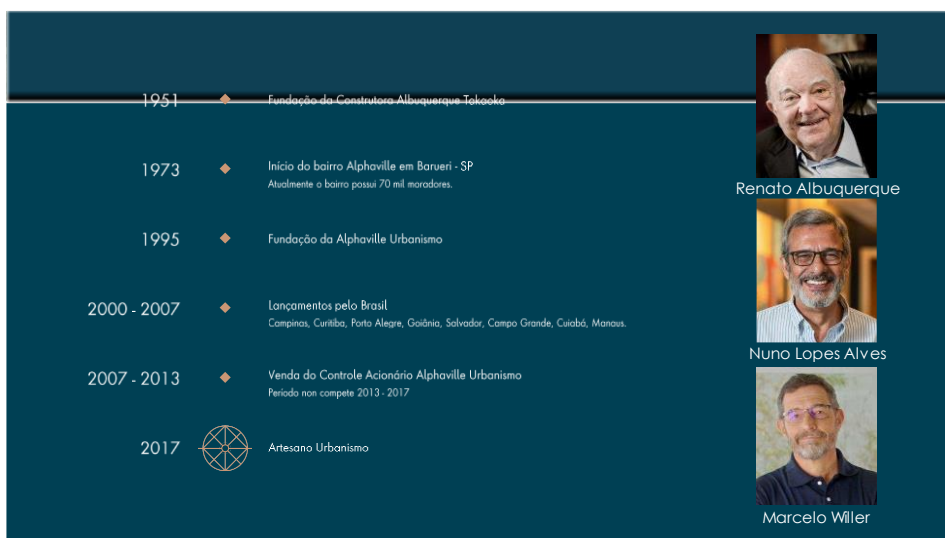 1951
Fundação da Construtora Albuquerque Takaoka
1973
Início do bairro Alphaville em Barueri - SP
Atualmente o bairro possui 70 mil moradores.
1995
Fundação da Alphaville Urbanismo
2000 - 2007
Lançamentos pelo Brasil
Campinas, Curitiba, Porto Alegre, Goiânia, Salvador, Campo Grande, Cuiabá, Manaus.
2007 - 2013
Venda do Controle Acionário Alphaville Urbanismo
Período non compete 2013 - 2017
2017
Artesano Urbanismo
Renato Albuquerque
Nuno Lopes Alves
Marcelo Willer